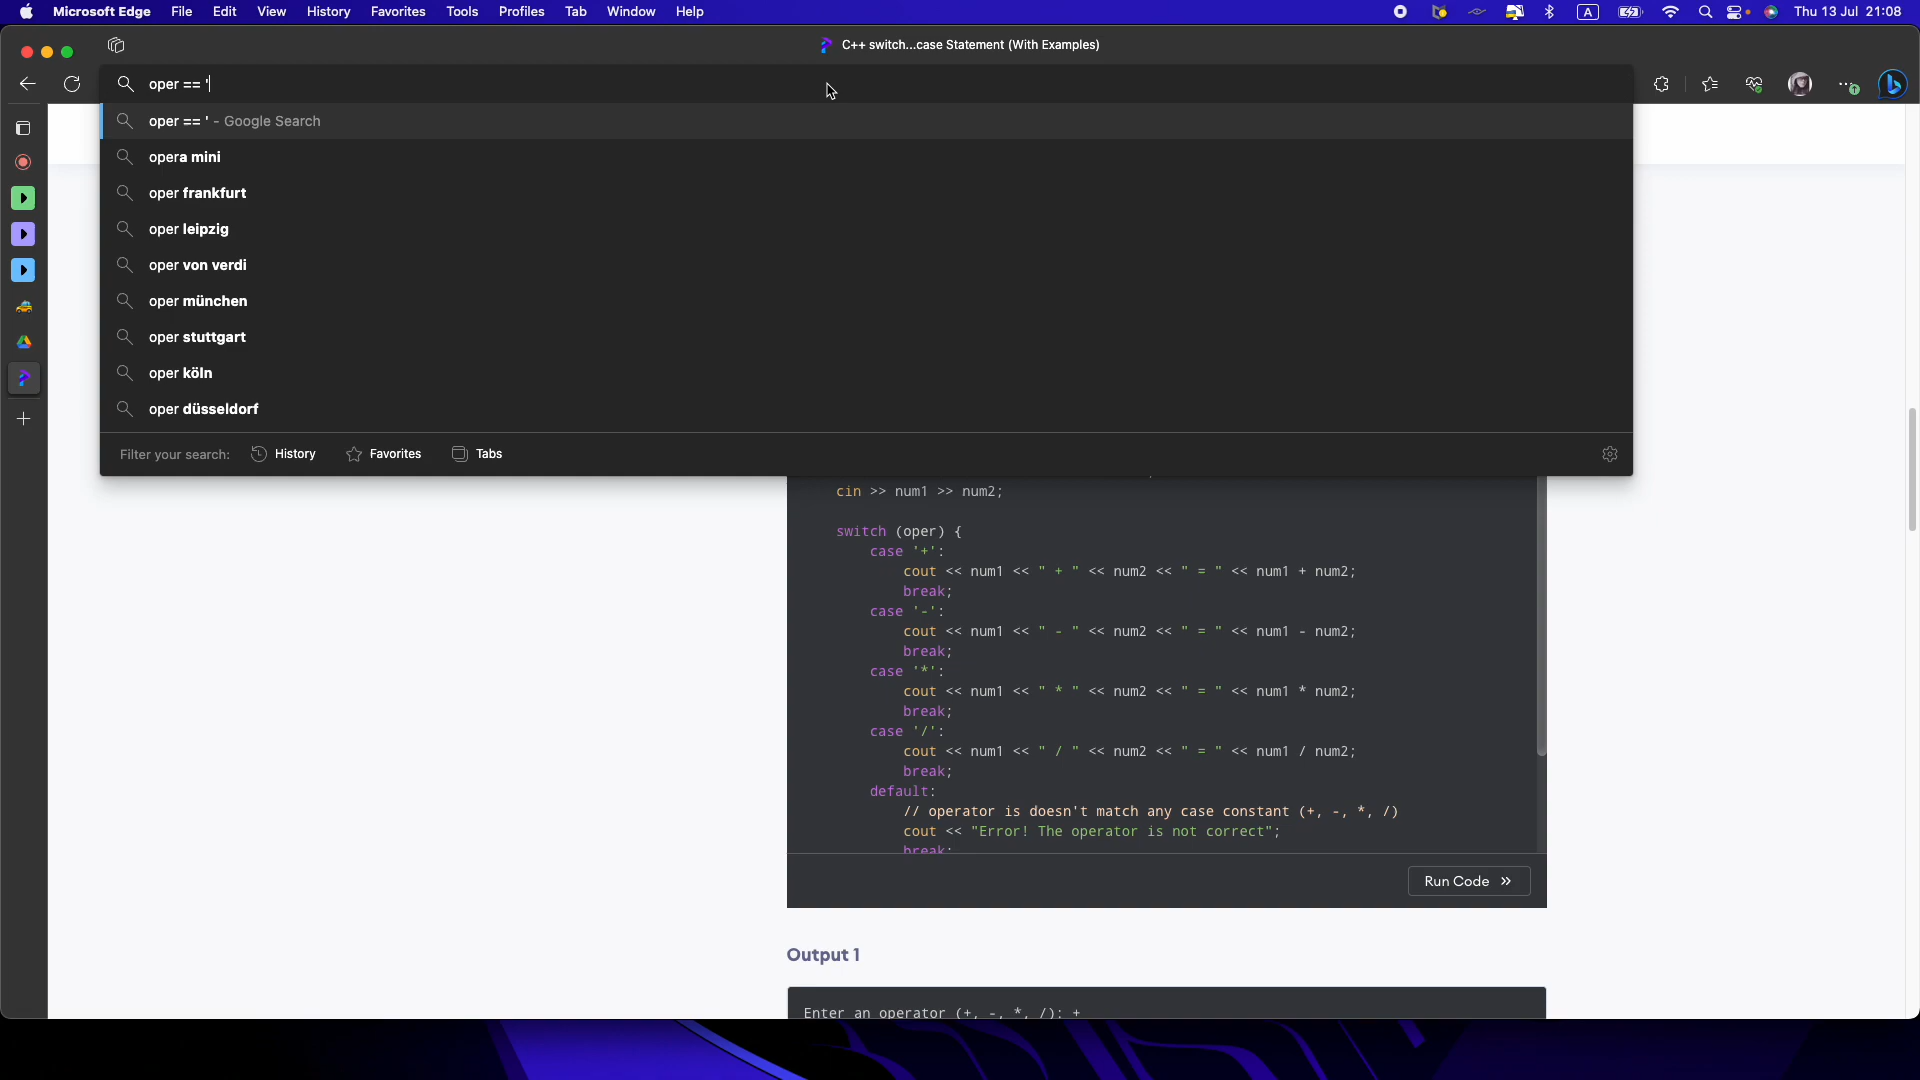 Microsoft Edge File Edit View History Favorites Tools Profiles Tab Window Help A Thu 13 Jul 21:08
C++ switch...case Statement (With Examples)
oper == '
oper == ' - Google Search
opera mini
oper frankfurt
oper leipzig
oper von verdi
oper münchen
oper stuttgart
oper köln
oper düsseldorf
Filter your search: History Favorites Tabs
cin >> num1 >> num2;
switch (oper) {
case '+':
cout << num1 << " + " << num2 << " = " << num1 + num2;
break;
case '-':
cout << num1 << " - " << num2 << " = " << num1 - num2;
break;
case '*':
cout << num1 << " * " << num2 << " = " << num1 * num2;
break;
case '/':
cout << num1 << " / " << num2 << " = " << num1 / num2;
break;
default:
// operator is doesn't match any case constant (+, -, *, /)
cout << "Error! The operator is not correct";
break;
Run Code »
Output 1
Enter an operator (+, -, *, /): +